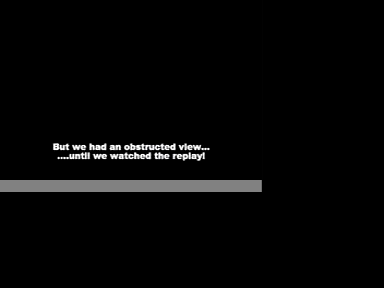 But we had an obstructed view...
....until we watched the replay!